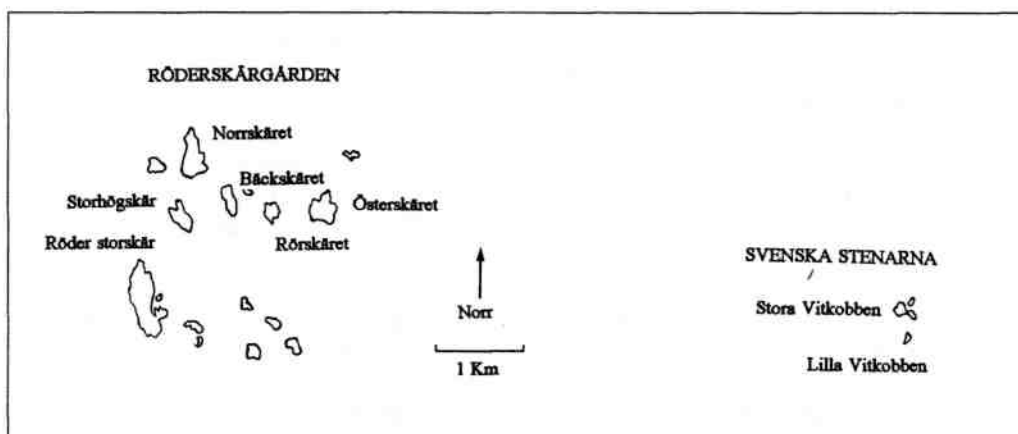 RÖDERSKÄRGÅRDEN
Norrskäret
Bäckskäret
Storhögskär
Österskäret
Röder storskär
Rörskäret
SVENSKA STENARNA
Norr
Stora Vitkobben
1 Km
Lilla Vitkobben